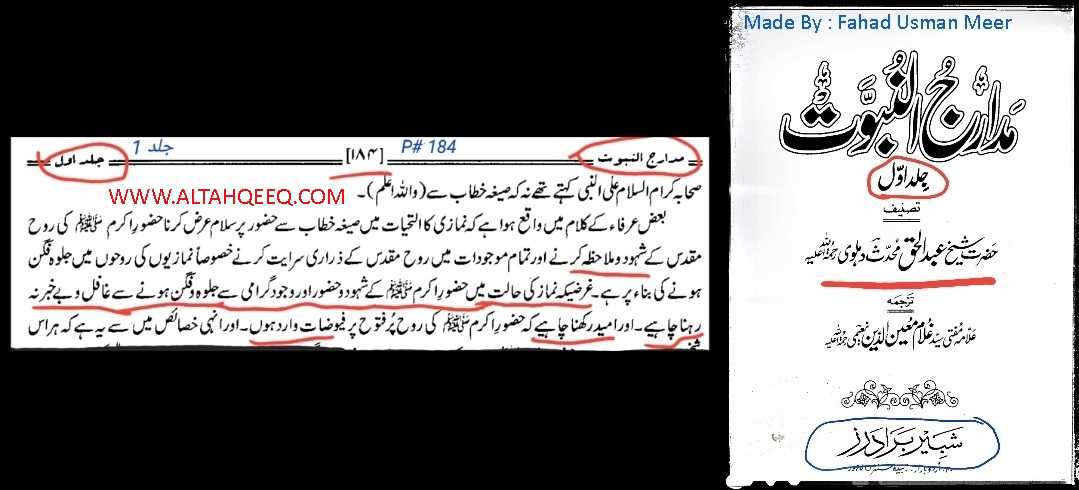 جلد اول جلد 1 [۱۸۴] P# 184 مدارج النبوت
WWW.ALTAHQEEQ.COM
صحابہ کرام السلام علی النبی کہتے تھے نہ کہ صیغہ خطاب سے (واللہ اعلم)۔
بعض عرفاء کے کلام میں واقع ہوا ہے کہ نمازی کا التحیات میں صیغہ خطاب سے حضور پر سلام عرض کرنا حضور اکرم ﷺ کی روح
مقدس کے شہود و ملاحظہ کرنے اور تمام موجودات میں روح مقدس کے ذراری سرایت کرنے خصوصاً نمازیوں کی روحوں میں جلوہ فگن
ہونے کی بناء پر ہے۔ غرضیکہ نماز کی حالت میں حضور اکرم ﷺ کے شہود و حضور اور وجود گرامی سے جلوہ فگن ہونے سے غافل و بے خبر نہ
رہنا چاہیے۔ اور امید رکھنا چاہیے کہ حضور اکرم ﷺ کی روح پُر فتوح پر فیوضات وارد ہوں۔ اور انہی خصائص میں سے یہ ہے کہ ہر اس
Made By : Fahad Usman Meer
مدارج النبوت
جلد اول
تصنیف
حضرت شیخ عبدالحق محدث دہلوی رحمۃ اللہ علیہ
ترجمہ
علامہ مفتی سید غلام معین الدین نعیمی رحمۃ اللہ علیہ
شبیر برادرز